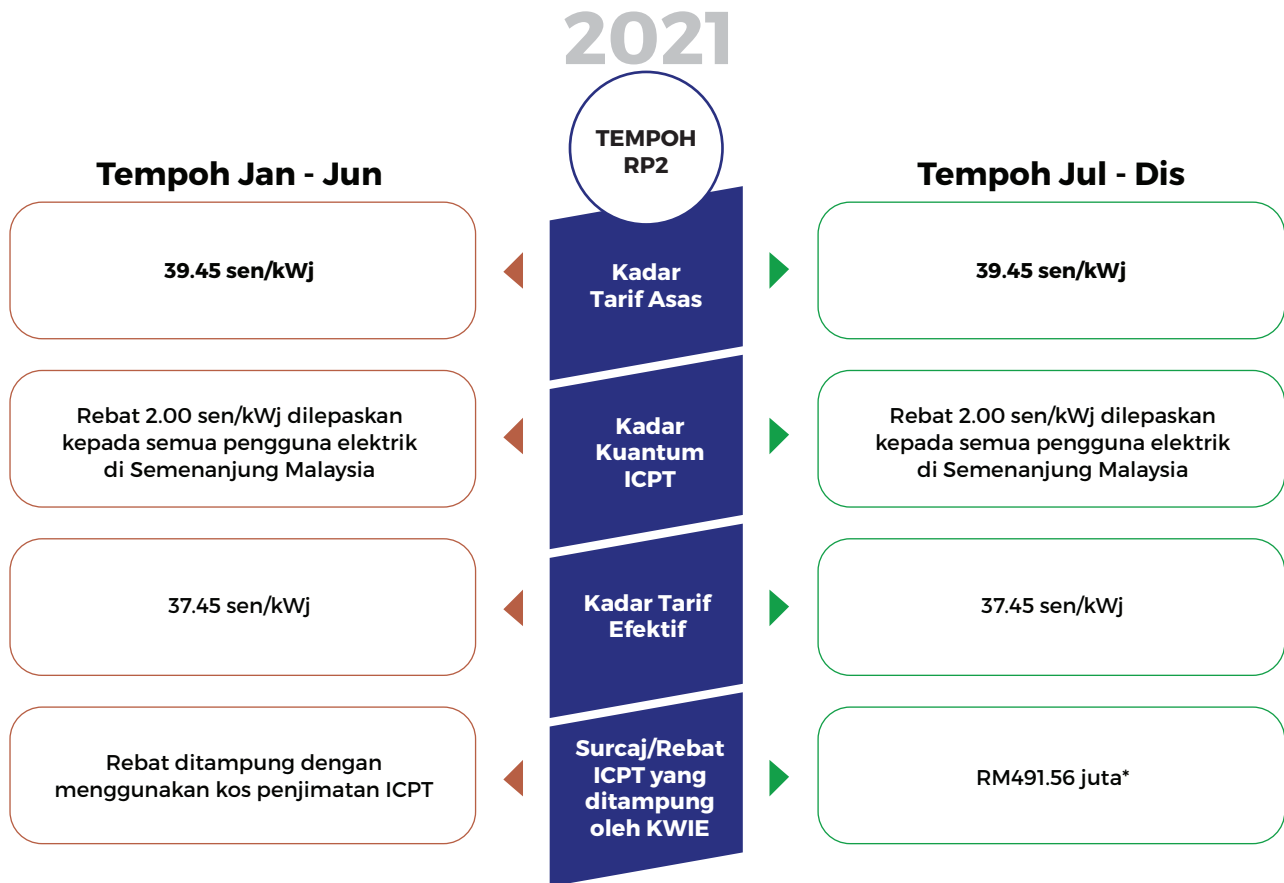 2021
TEMPOH
RP2
Tempoh Jan - Jun
Tempoh Jul - Dis
39.45 sen/kWj
Kadar
Tarif Asas
39.45 sen/kWj
Rebat 2.00 sen/kWj dilepaskan
kepada semua pengguna elektrik
di Semenanjung Malaysia
Kadar
Kuantum
ICPT
Rebat 2.00 sen/kWj dilepaskan
kepada semua pengguna elektrik
di Semenanjung Malaysia
37.45 sen/kWj
Kadar Tarif
Efektif
37.45 sen/kWj
Rebat ditampung dengan
menggunakan kos penjimatan ICPT
Surcaj/Rebat
ICPT yang
ditampung
oleh KWIE
RM491.56 juta*